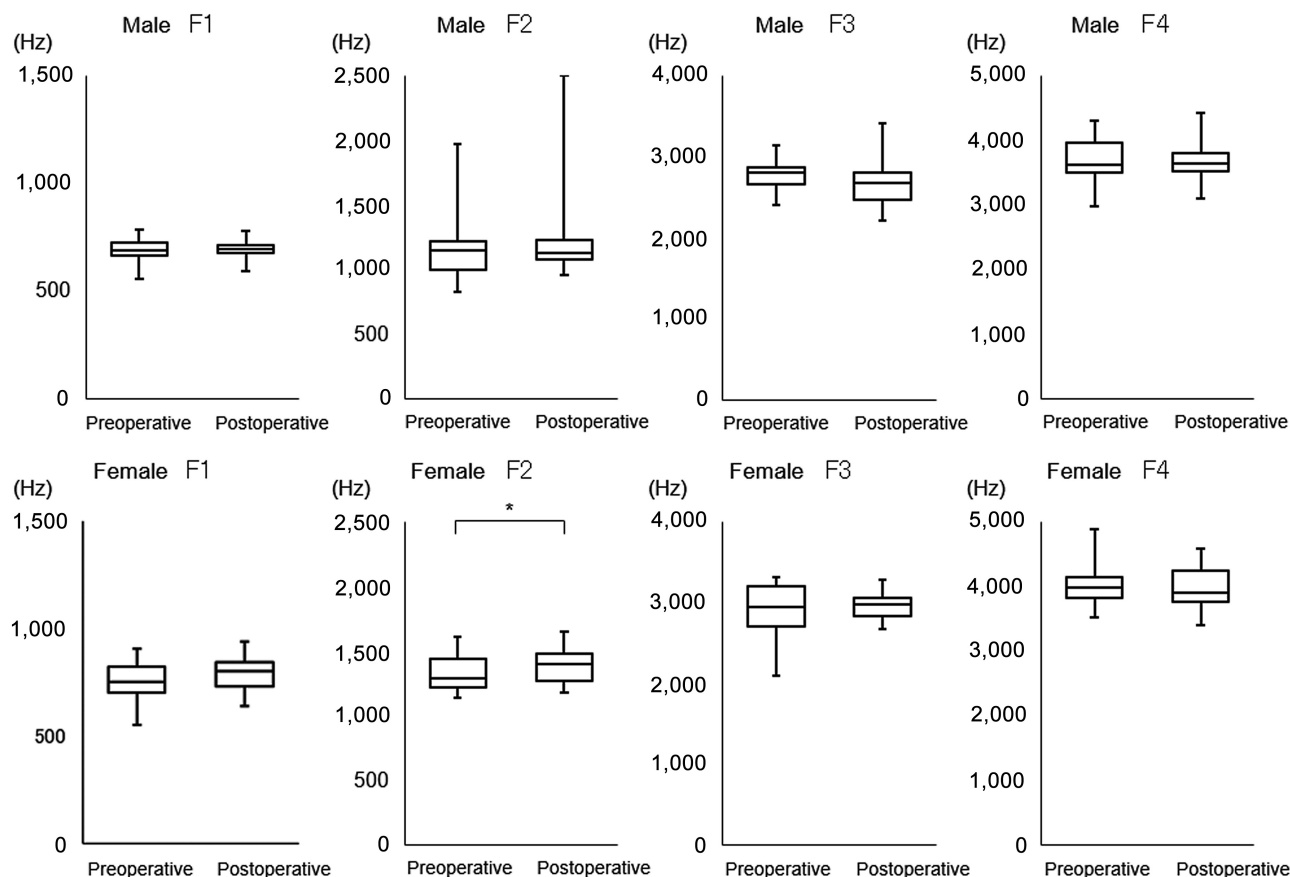 Male F1
(Hz)
1,500
1,000
500
0
Preoperative Postoperative
Male F2
(Hz)
2,500
2,000
1,500
1,000
500
0
Preoperative Postoperative
Male F3
(Hz)
4,000
3,000
2,000
1,000
0
Preoperative Postoperative
Male F4
(Hz)
5,000
4,000
3,000
2,000
1,000
0
Preoperative Postoperative
Female F1
(Hz)
1,500
1,000
500
0
Preoperative Postoperative
Female F2
(Hz)
*
2,500
2,000
1,500
1,000
500
0
Preoperative Postoperative
Female F3
(Hz)
4,000
3,000
2,000
1,000
0
Preoperative Postoperative
Female F4
(Hz)
5,000
4,000
3,000
2,000
1,000
0
Preoperative Postoperative